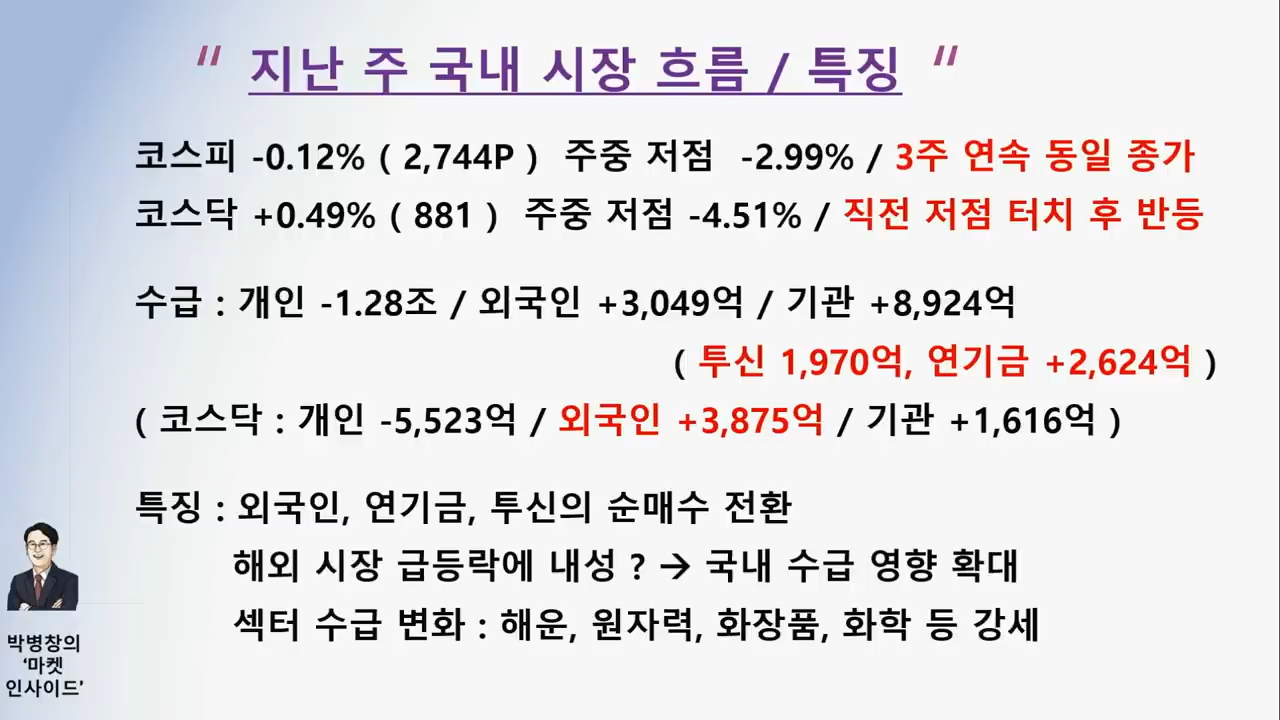 " 지난 주 국내 시장 흐름 / 특징 "
코스피 -0.12% ( 2,744P ) 주중 저점 -2.99% / 3주 연속 동일 종가
코스닥 +0.49% ( 881 ) 주중 저점 -4.51% / 직전 저점 터치 후 반등
수급 : 개인 -1.28조 / 외국인 +3,049억 / 기관 +8,924억
( 투신 1,970억, 연기금 +2,624억 )
( 코스닥 : 개인 -5,523억 / 외국인 +3,875억 / 기관 +1,616억 )
특징 : 외국인, 연기금, 투신의 순매수 전환
해외 시장 급등락에 내성 ? → 국내 수급 영향 확대
섹터 수급 변화 : 해운, 원자력, 화장품, 화학 등 강세
박병창의
‘마켓
인사이드’